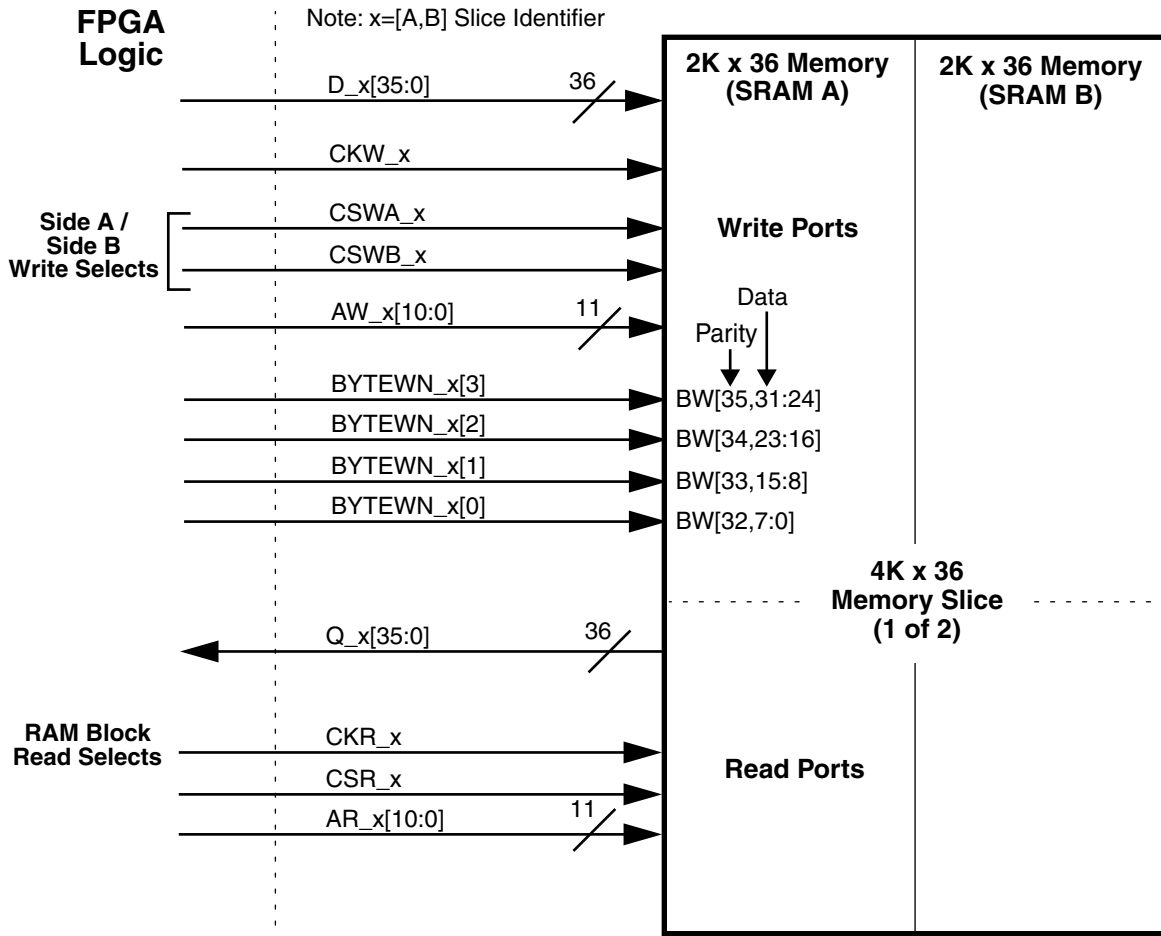 FPGA
Logic
Note: x=[A,B] Slice Identifier
2K x 36 Memory
(SRAM A)
2K x 36 Memory
(SRAM B)
D_x[35:0]
36
CKW_x
Side A /
Side B
Write Selects
CSWA_x
CSWB_x
Write Ports
AW_x[10:0]
11
Data
Parity
BYTEWN_x[3]
BW[35,31:24]
BYTEWN_x[2]
BW[34,23:16]
BYTEWN_x[1]
BW[33,15:8]
BYTEWN_x[0]
BW[32,7:0]
4K x 36
Memory Slice
(1 of 2)
Q_x[35:0]
36
RAM Block
Read Selects
CKR_x
CSR_x
AR_x[10:0]
11
Read Ports